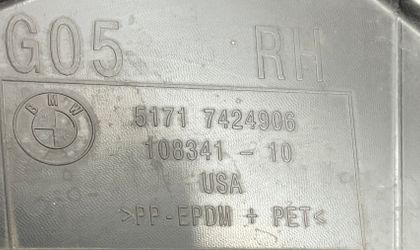 G05 RH
BMW
5171 7424906
108341 - 10
USA
>PP-EPDM + PET<